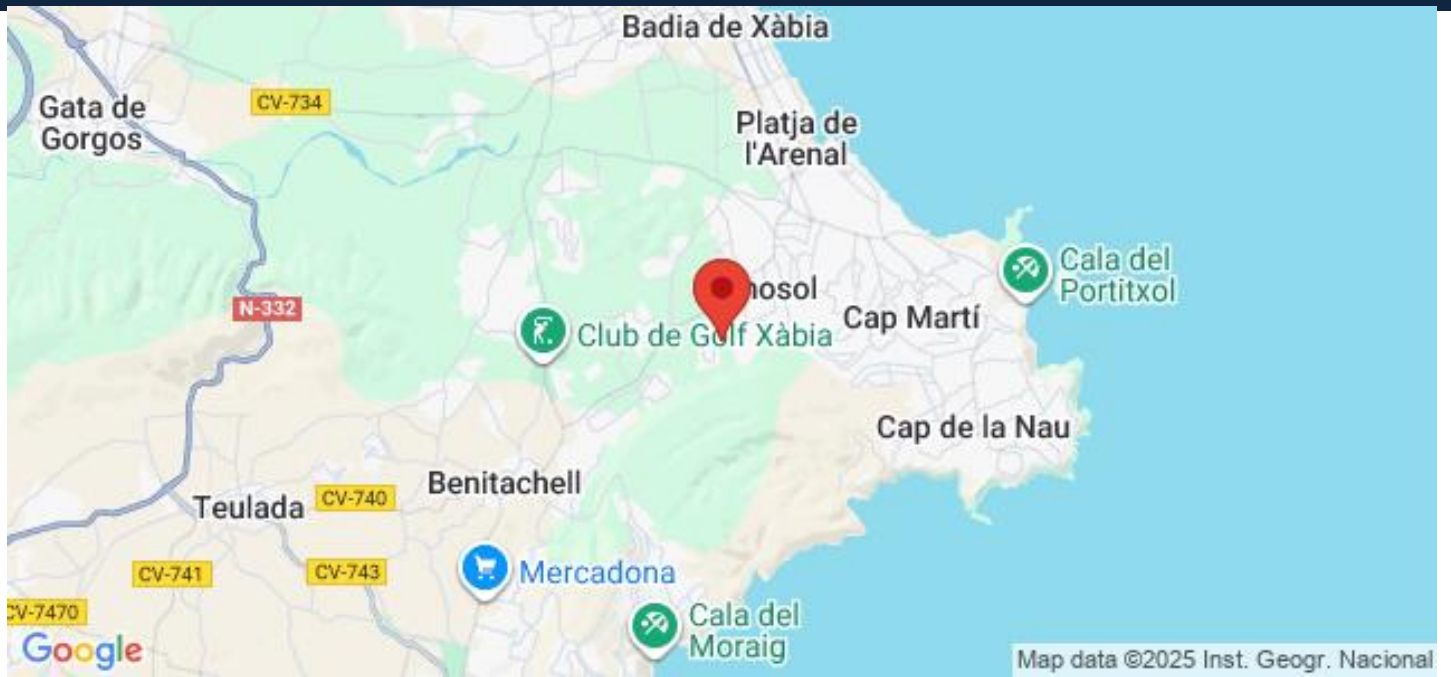 Badia de Xàbia
Gata de
Gorgos
CV-734
Platja de
l'Arenal
Cala del
Portitxol
N-332
nosol
Cap Martí
Club de Golf Xàbia
Cap de la Nau
Benitachell
Teulada
CV-740
CV-741
CV-743
Mercadona
CV-7470
Cala del
Moraig
Google
Map data ©2025 Inst. Geogr. Nacional